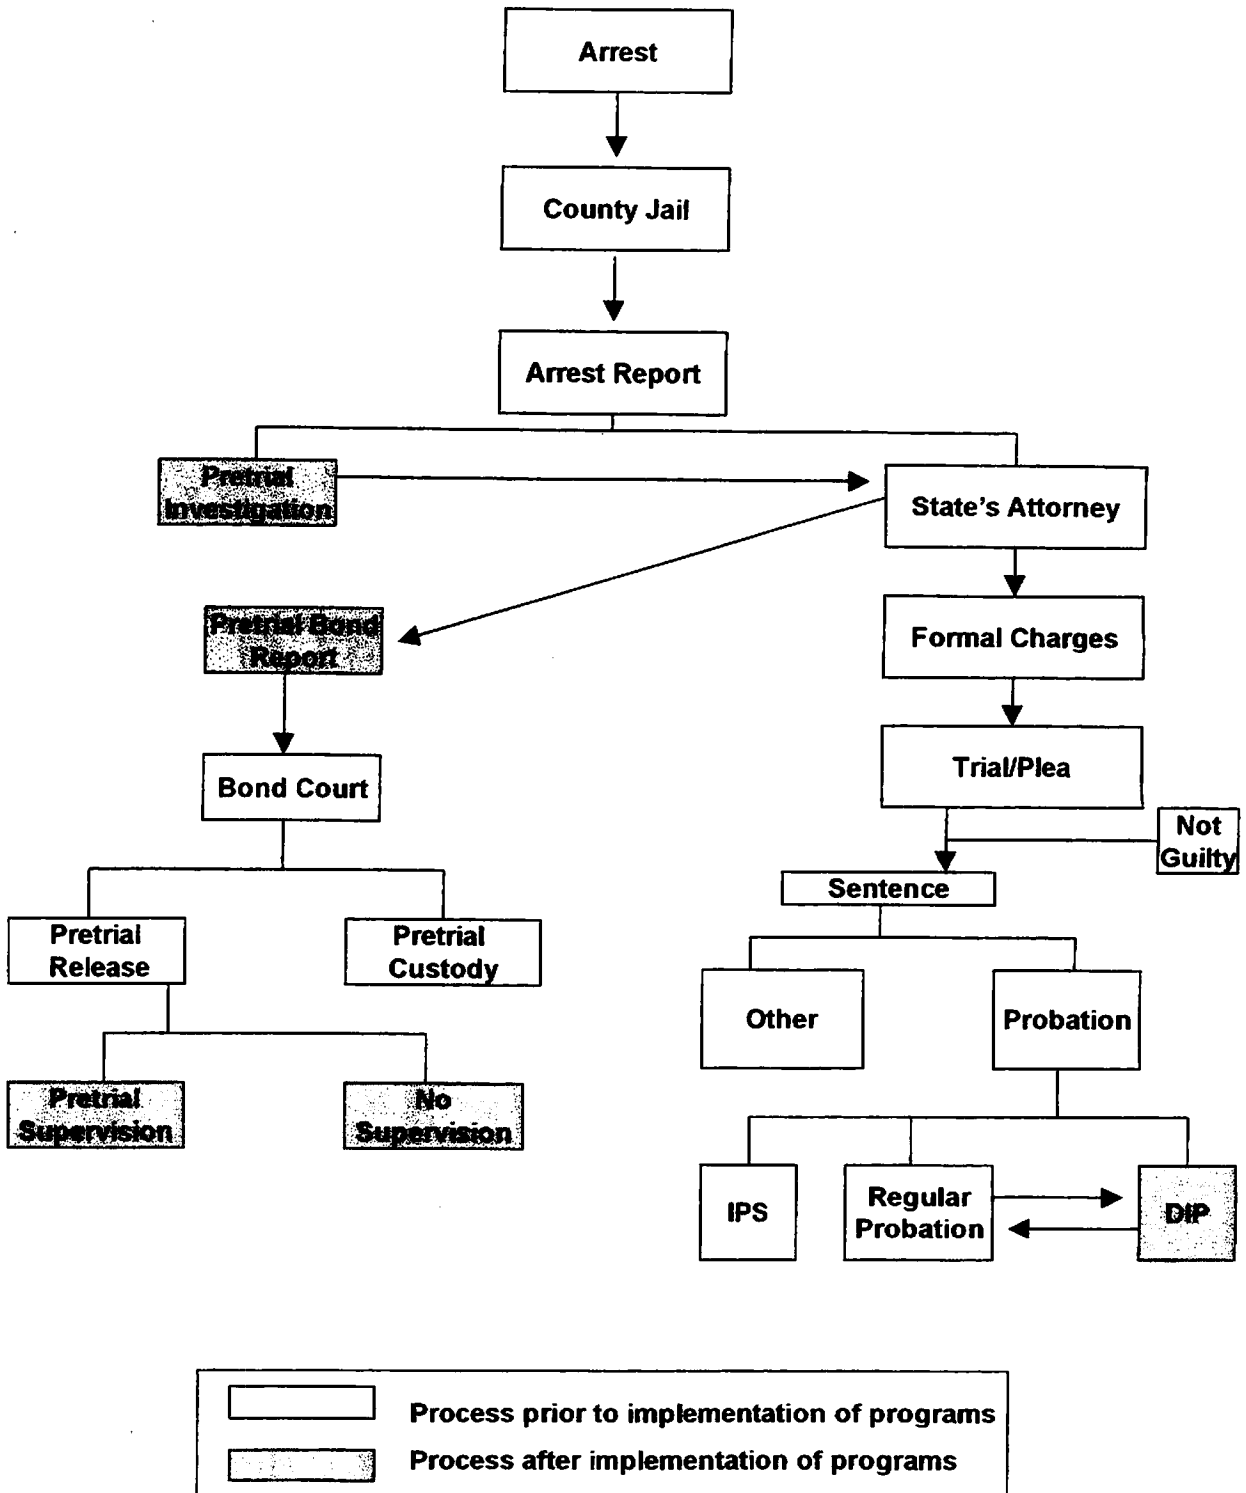 Arrest
County Jail
Arrest Report
Pretrial
Investigation
State's Attorney
Pretrial Bond
Report
Formal Charges
Bond Court
Trial/Plea
Not
Guilty
Sentence
Pretrial
Release
Pretrial
Custody
Other
Probation
Pretrial
Supervision
No
Supervision
IPS
Regular
Probation
DIP
Process prior to implementation of programs
Process after implementation of programs